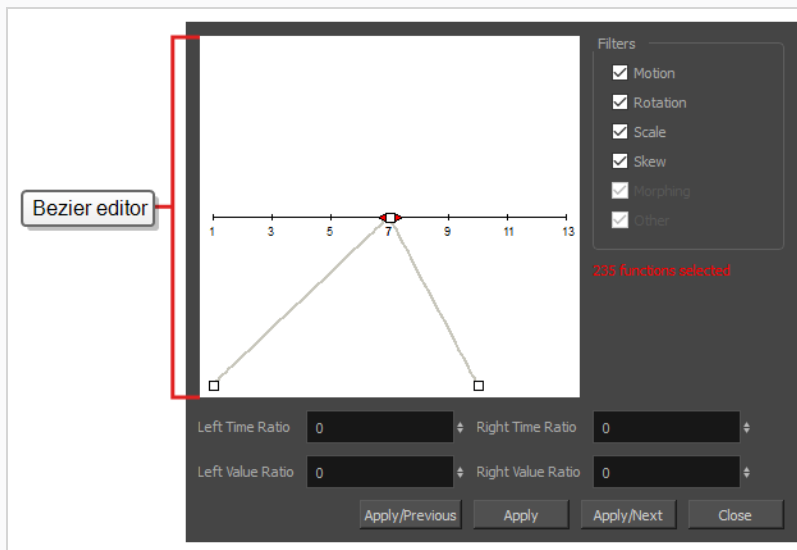 Bezier editor
1 3 5 7 9 11 13
Filters
Motion
Rotation
Scale
Skew
Morphing
Other
235 functions selected
Left Time Ratio 0 Right Time Ratio 0
Left Value Ratio 0 Right Value Ratio 0
Apply/Previous Apply Apply/Next Close